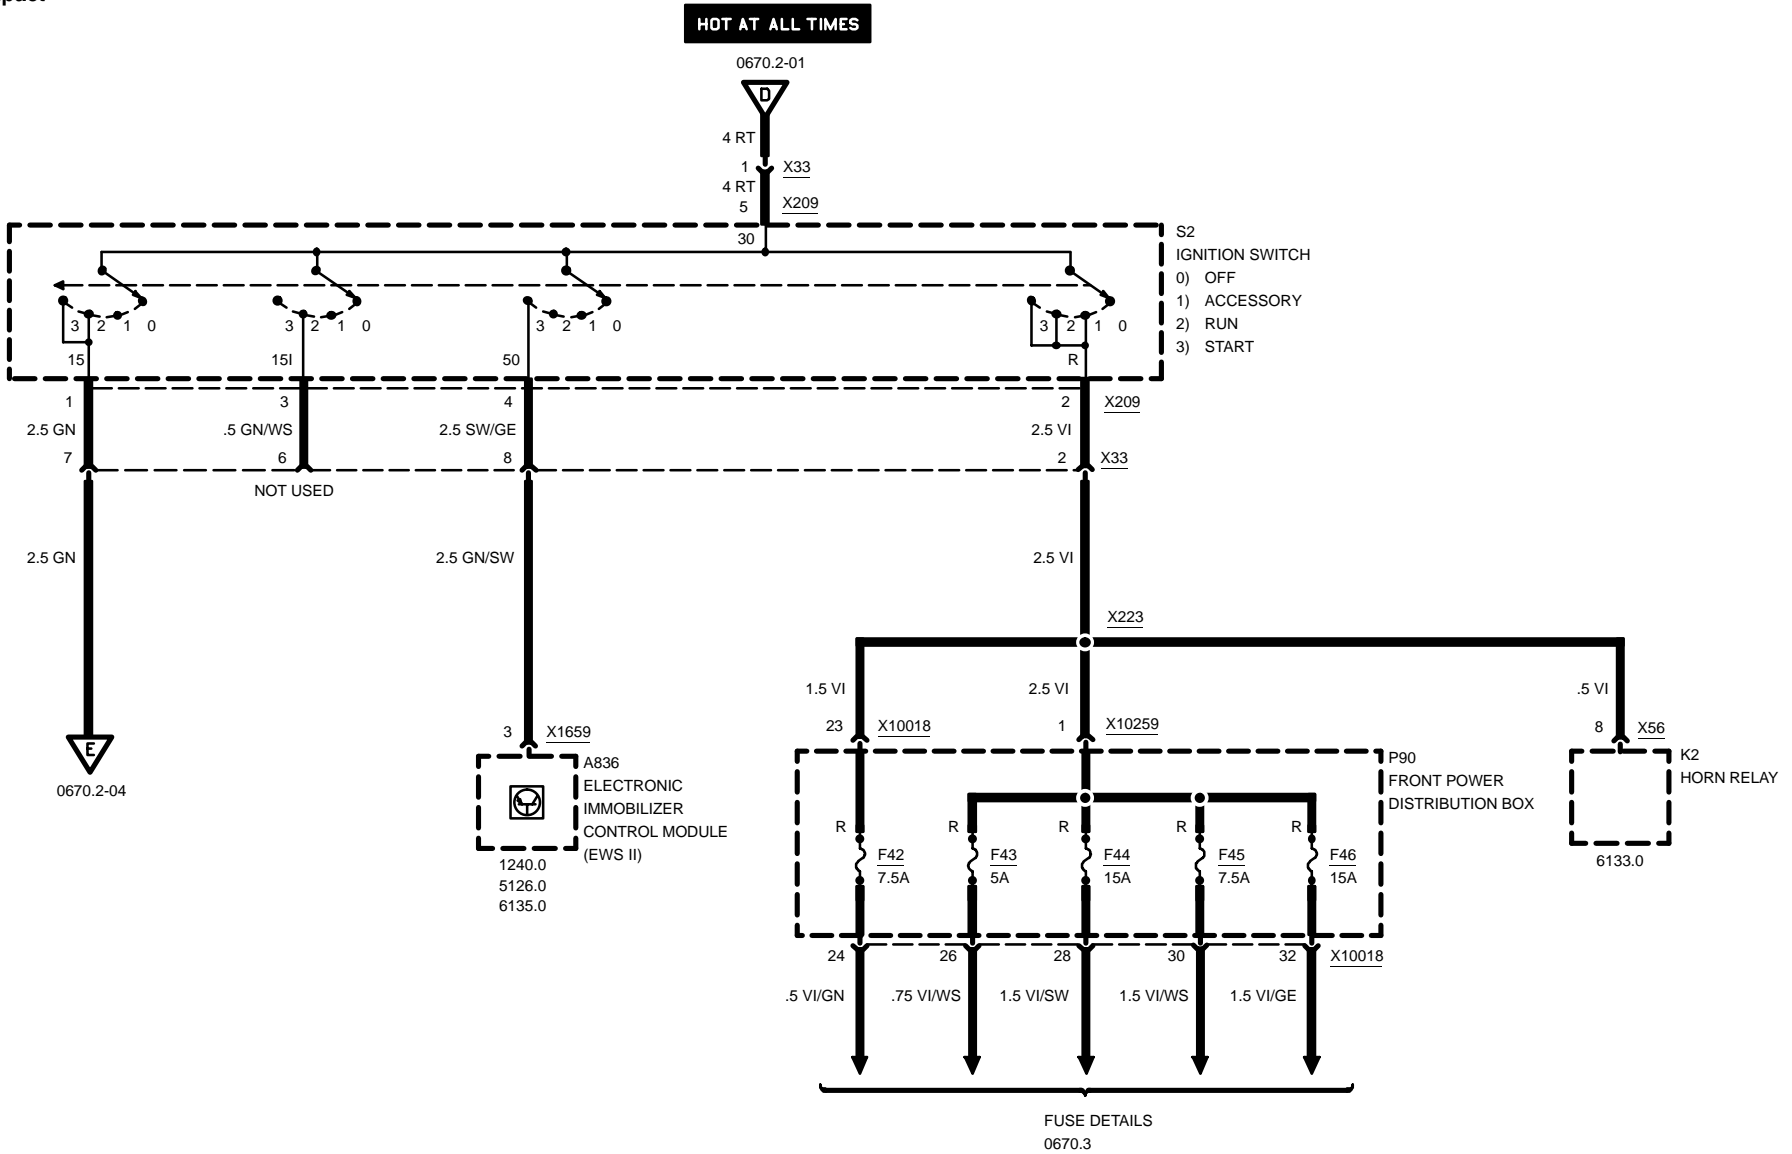 HOT AT ALL TIMES
0670.2-01
D
4 RT
1 X33
4 RT
5 X209
30
S2
IGNITION SWITCH
0) OFF
1) ACCESSORY
2) RUN
3) START
3 2 1 0
3 2 1 0
3 2 1 0
3 2 1 0
15 15I 50 R
1 3 4 2 X209
2.5 GN .5 GN/WS 2.5 SW/GE 2.5 VI
7 6 8 2 X33
NOT USED
2.5 GN 2.5 GN/SW 2.5 VI
X223
1.5 VI 2.5 VI .5 VI
23 X10018 1 X10259 8 X56
3 X1659
E
0670.2-04
A836
ELECTRONIC
IMMOBILIZER
CONTROL MODULE
(EWS II)
1240.0
5126.0
6135.0
P90
FRONT POWER
DISTRIBUTION BOX
K2
HORN RELAY
6133.0
R R R R R
F42 F43 F44 F45 F46
7.5A 5A 15A 7.5A 15A
24 26 28 30 32 X10018
.5 VI/GN .75 VI/WS 1.5 VI/SW 1.5 VI/WS 1.5 VI/GE
FUSE DETAILS
0670.3